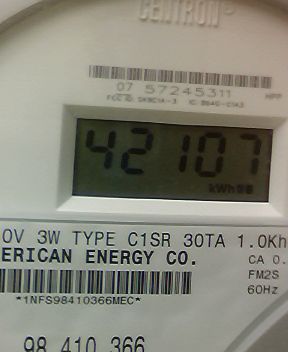 CENTRON®
07 57245311
42107
kWh
0V 3W TYPE C1SR 30TA 1.0Kh
ERICAN ENERGY CO.
CA 0.
FM2S
60Hz
*1NFS98410366MEC*
98 410 366